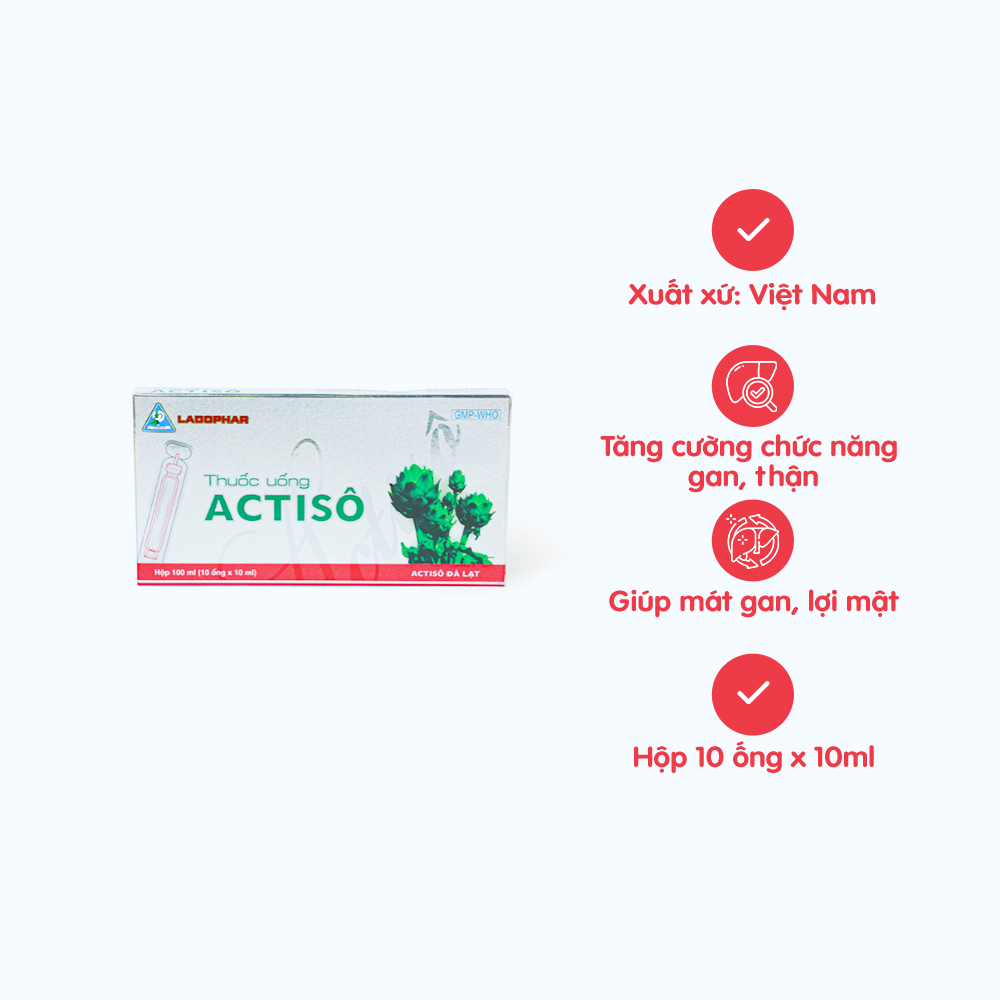 ACTISÔ
LADOPHAR
GMP-WHO
Thuốc uống
ACTISÔ
Hộp 100 ml (10 ống x 10 ml)
ACTISÔ ĐÀ LẠT
Xuất xứ: Việt Nam
Tăng cường chức năng
gan, thận
Giúp mát gan, lợi mật
Hộp 10 ống x 10ml